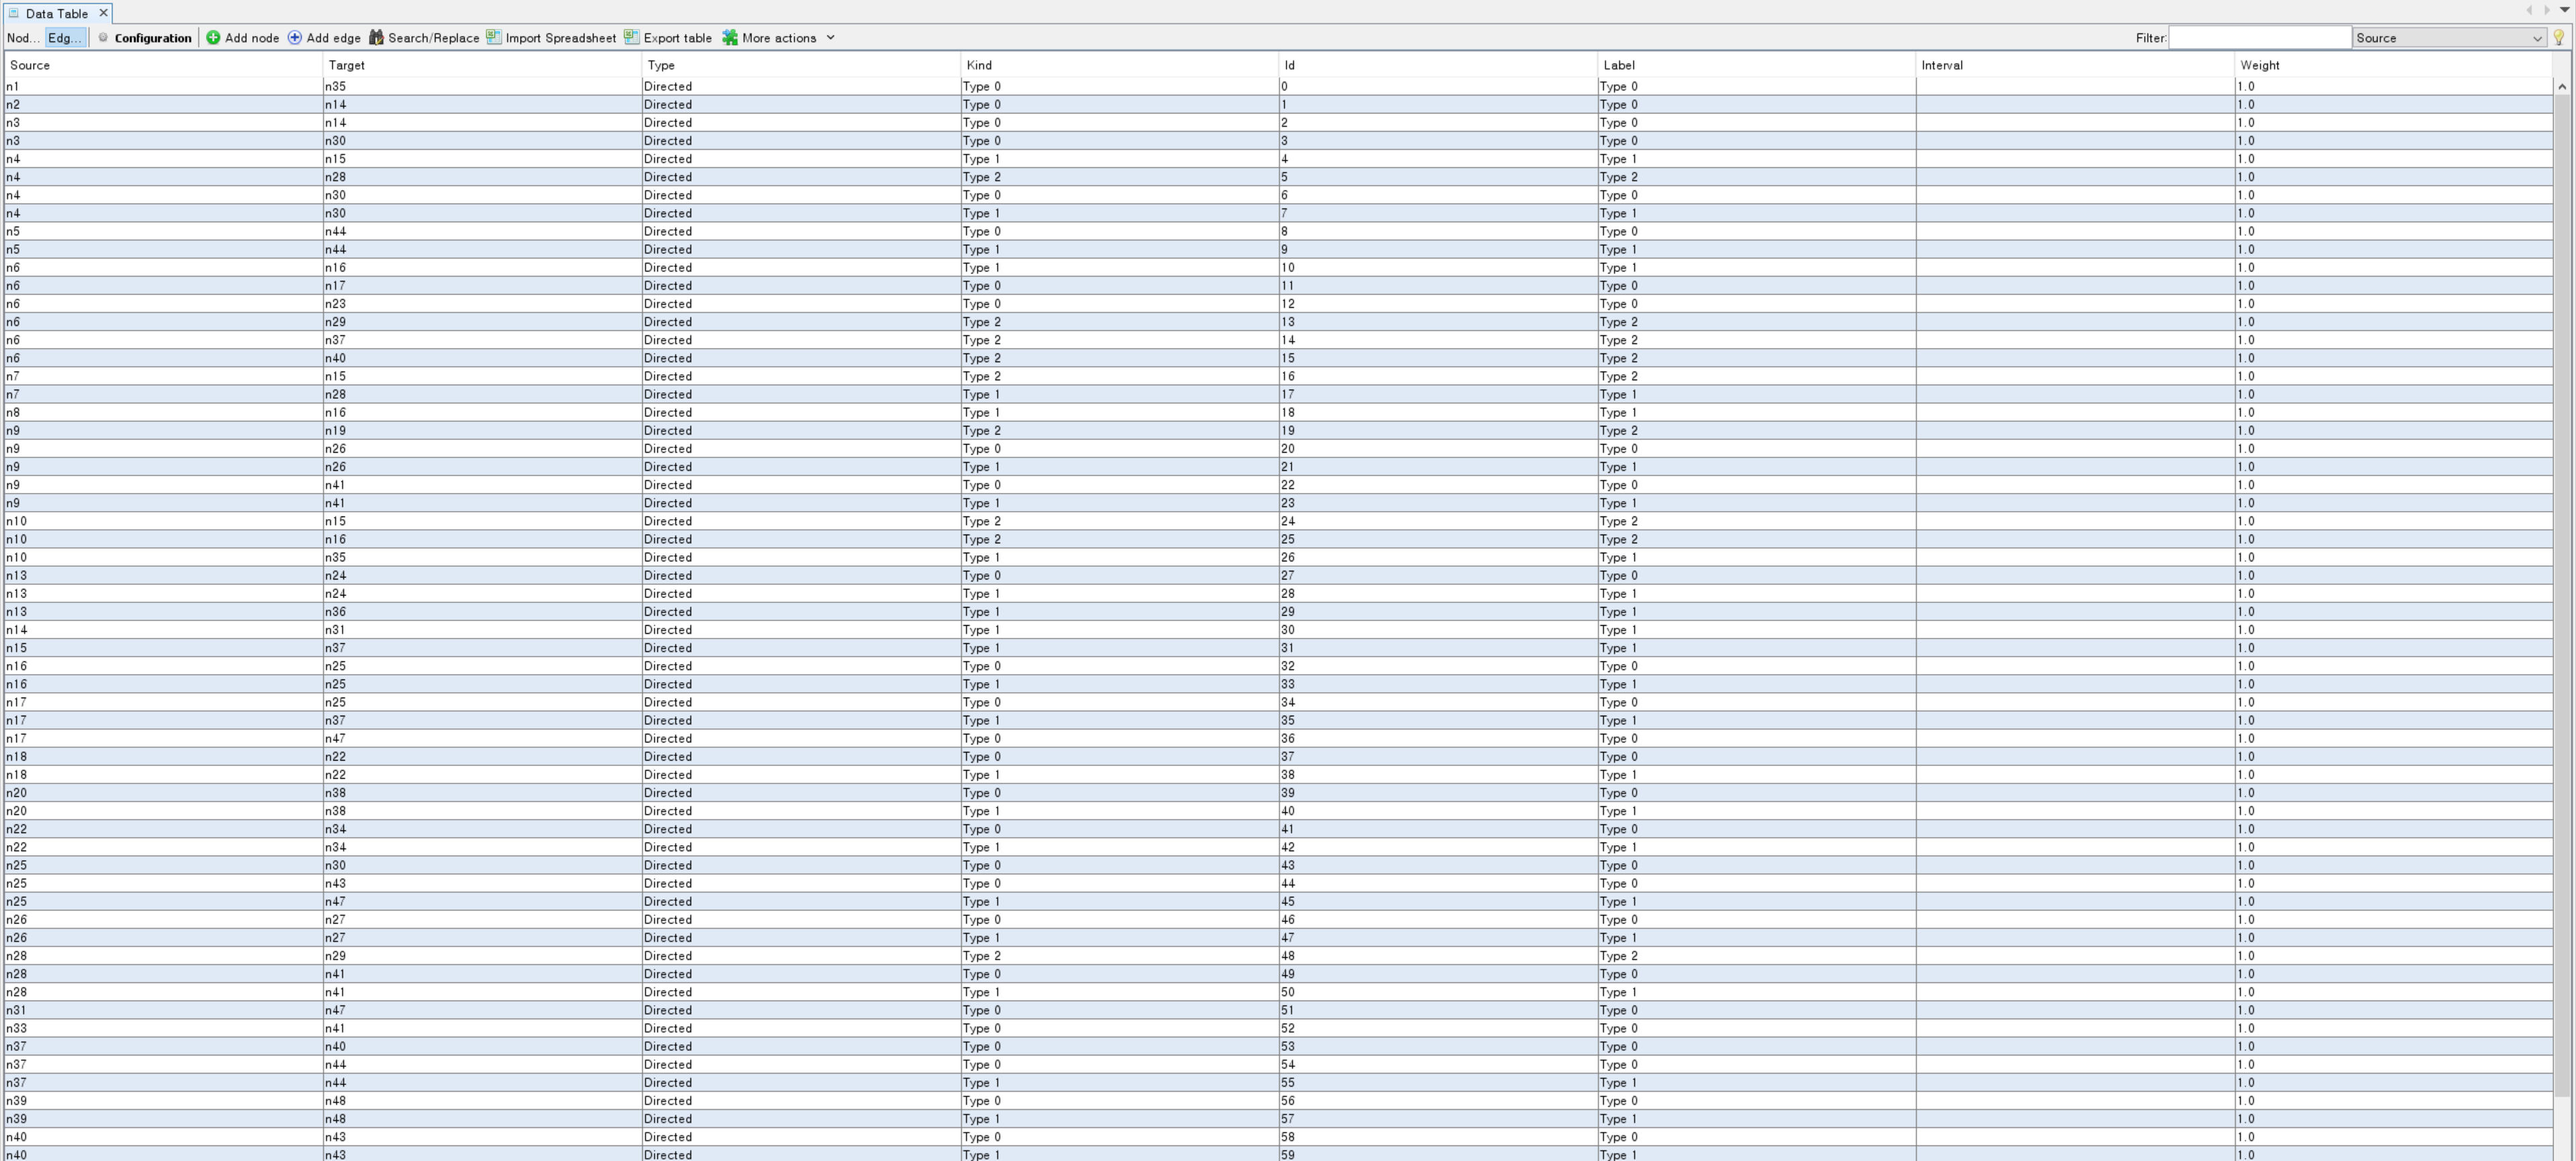 Data Table
Nod... Edg... Configuration Add node Add edge Search/Replace Import Spreadsheet Export table More actions Filter: Source
Source Target Type Kind Id Label Interval Weight
n1 n35 Directed Type 0 0 Type 0 1.0
n2 n14 Directed Type 0 1 Type 0 1.0
n3 n14 Directed Type 0 2 Type 0 1.0
n3 n30 Directed Type 0 3 Type 0 1.0
n4 n15 Directed Type 1 4 Type 1 1.0
n4 n28 Directed Type 2 5 Type 2 1.0
n4 n30 Directed Type 0 6 Type 0 1.0
n4 n30 Directed Type 1 7 Type 1 1.0
n5 n44 Directed Type 0 8 Type 0 1.0
n5 n44 Directed Type 1 9 Type 1 1.0
n6 n16 Directed Type 1 10 Type 1 1.0
n6 n17 Directed Type 0 11 Type 0 1.0
n6 n23 Directed Type 0 12 Type 0 1.0
n6 n29 Directed Type 2 13 Type 2 1.0
n6 n37 Directed Type 2 14 Type 2 1.0
n6 n40 Directed Type 2 15 Type 2 1.0
n7 n15 Directed Type 2 16 Type 2 1.0
n7 n28 Directed Type 1 17 Type 1 1.0
n8 n16 Directed Type 1 18 Type 1 1.0
n9 n19 Directed Type 2 19 Type 2 1.0
n9 n26 Directed Type 0 20 Type 0 1.0
n9 n26 Directed Type 1 21 Type 1 1.0
n9 n41 Directed Type 0 22 Type 0 1.0
n9 n41 Directed Type 1 23 Type 1 1.0
n10 n15 Directed Type 2 24 Type 2 1.0
n10 n16 Directed Type 2 25 Type 2 1.0
n10 n35 Directed Type 1 26 Type 1 1.0
n13 n24 Directed Type 0 27 Type 0 1.0
n13 n24 Directed Type 1 28 Type 1 1.0
n13 n36 Directed Type 1 29 Type 1 1.0
n14 n31 Directed Type 1 30 Type 1 1.0
n15 n37 Directed Type 1 31 Type 1 1.0
n16 n25 Directed Type 0 32 Type 0 1.0
n16 n25 Directed Type 1 33 Type 1 1.0
n17 n25 Directed Type 0 34 Type 0 1.0
n17 n37 Directed Type 1 35 Type 1 1.0
n17 n47 Directed Type 0 36 Type 0 1.0
n18 n22 Directed Type 0 37 Type 0 1.0
n18 n22 Directed Type 1 38 Type 1 1.0
n20 n38 Directed Type 0 39 Type 0 1.0
n20 n38 Directed Type 1 40 Type 1 1.0
n22 n34 Directed Type 0 41 Type 0 1.0
n22 n34 Directed Type 1 42 Type 1 1.0
n25 n30 Directed Type 0 43 Type 0 1.0
n25 n43 Directed Type 0 44 Type 0 1.0
n25 n47 Directed Type 1 45 Type 1 1.0
n26 n27 Directed Type 0 46 Type 0 1.0
n26 n27 Directed Type 1 47 Type 1 1.0
n28 n29 Directed Type 2 48 Type 2 1.0
n28 n41 Directed Type 0 49 Type 0 1.0
n28 n41 Directed Type 1 50 Type 1 1.0
n31 n47 Directed Type 0 51 Type 0 1.0
n33 n41 Directed Type 0 52 Type 0 1.0
n37 n40 Directed Type 0 53 Type 0 1.0
n37 n44 Directed Type 0 54 Type 0 1.0
n37 n44 Directed Type 1 55 Type 1 1.0
n39 n48 Directed Type 0 56 Type 0 1.0
n39 n48 Directed Type 1 57 Type 1 1.0
n40 n43 Directed Type 0 58 Type 0 1.0
n40 n43 Directed Type 1 59 Type 1 1.0